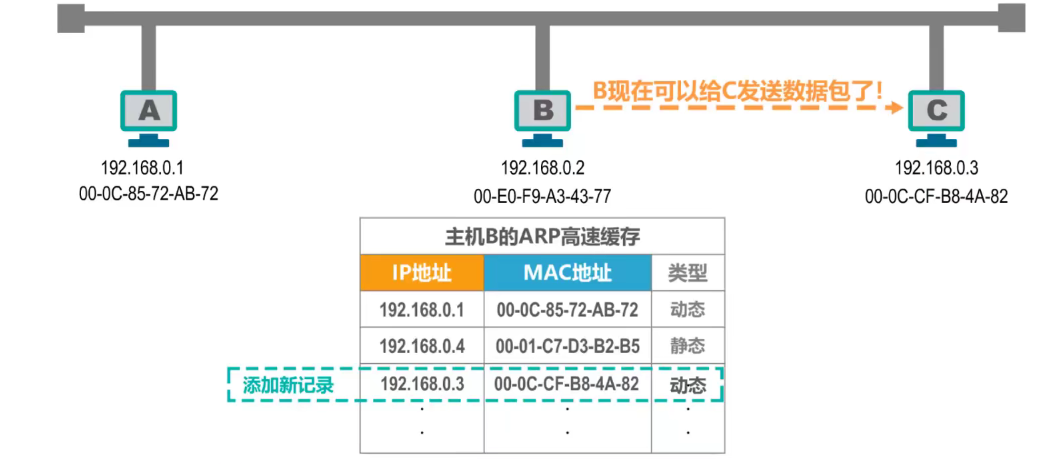 B现在可以给C发送数据包了!
A
B
C
192.168.0.1
192.168.0.2
192.168.0.3
00-0C-85-72-AB-72
00-E0-F9-A3-43-77
00-0C-CF-B8-4A-82
主机B的ARP高速缓存
IP地址 MAC地址 类型
192.168.0.1 00-0C-85-72-AB-72 动态
192.168.0.4 00-01-C7-D3-B2-B5 静态
添加新记录 192.168.0.3 00-0C-CF-B8-4A-82 动态
. . .
. . .